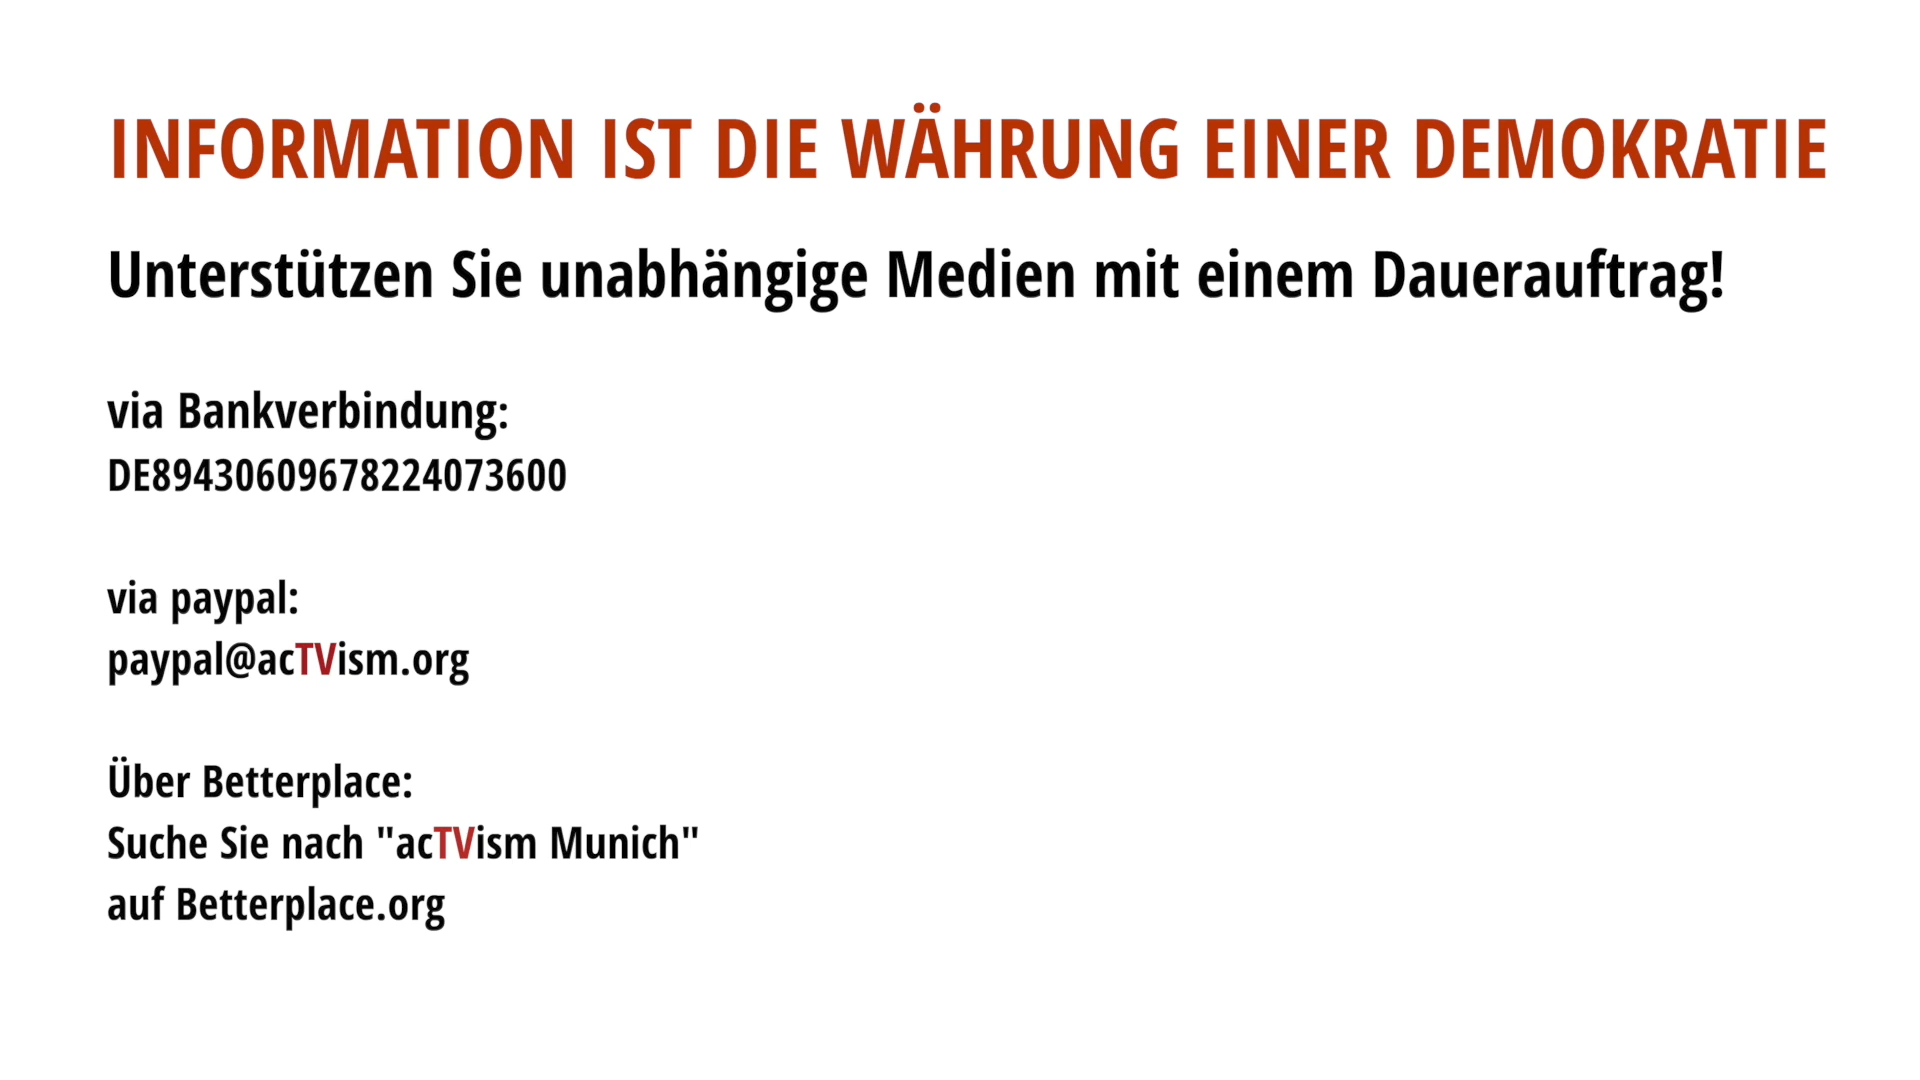 INFORMATION IST DIE WÄHRUNG EINER DEMOKRATIE
Unterstützen Sie unabhängige Medien mit einem Dauerauftrag!
via Bankverbindung:
DE89430609678224073600
via paypal:
paypal@acTVism.org
Über Betterplace:
Suche Sie nach "acTVism Munich"
auf Betterplace.org